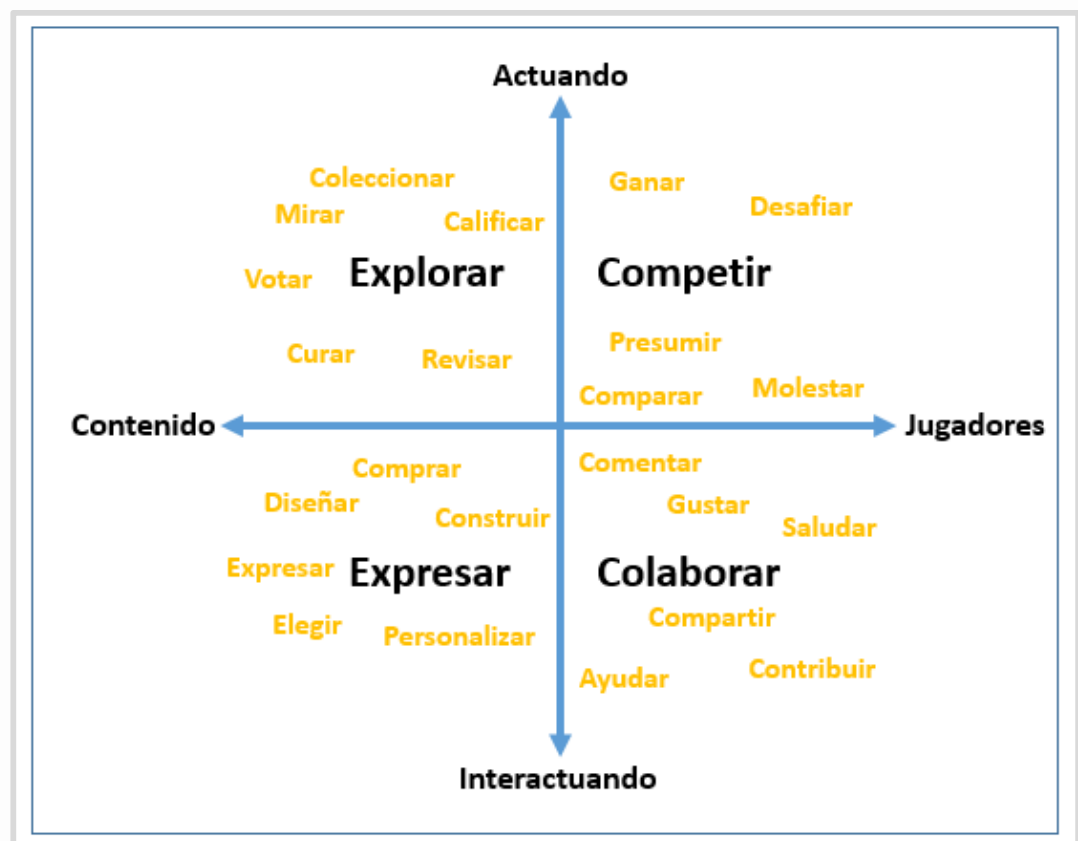 Actuando
Coleccionar
Ganar
Mirar
Calificar
Desafiar
Explorar
Competir
Votar
Curar
Revisar
Presumir
Comparar
Molestar
Contenido
Jugadores
Comprar
Comentar
Diseñar
Construir
Gustar
Saludar
Expresar
Expresar
Colaborar
Elegir
Personalizar
Compartir
Ayudar
Contribuir
Interactuando